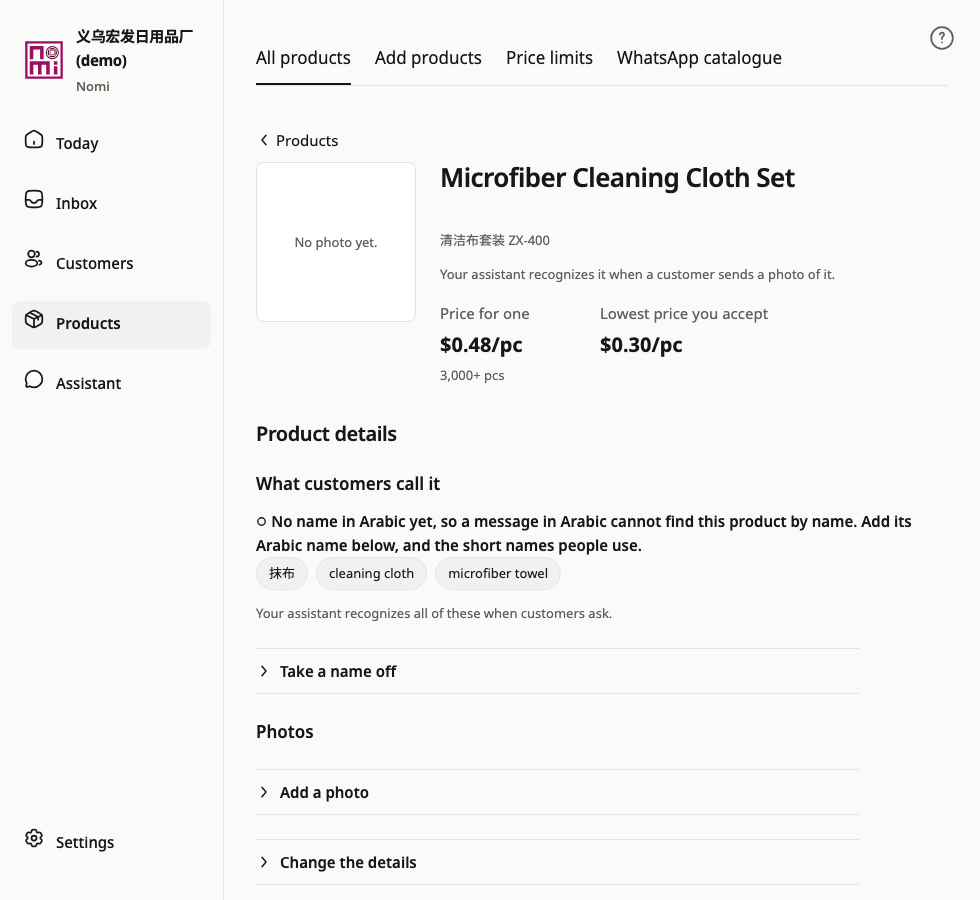 义乌宏发日用品厂
(demo)
Nomi
Today
Inbox
Customers
Products
Assistant
Settings
All products
Add products
Price limits
WhatsApp catalogue
?
Products
No photo yet.
Microfiber Cleaning Cloth Set
清洁布套装 ZX-400
Your assistant recognizes it when a customer sends a photo of it.
Price for one
$0.48/pc
3,000+ pcs
Lowest price you accept
$0.30/pc
Product details
What customers call it
No name in Arabic yet, so a message in Arabic cannot find this product by name. Add its
Arabic name below, and the short names people use.
抹布
cleaning cloth
microfiber towel
Your assistant recognizes all of these when customers ask.
Take a name off
Photos
Add a photo
Change the details